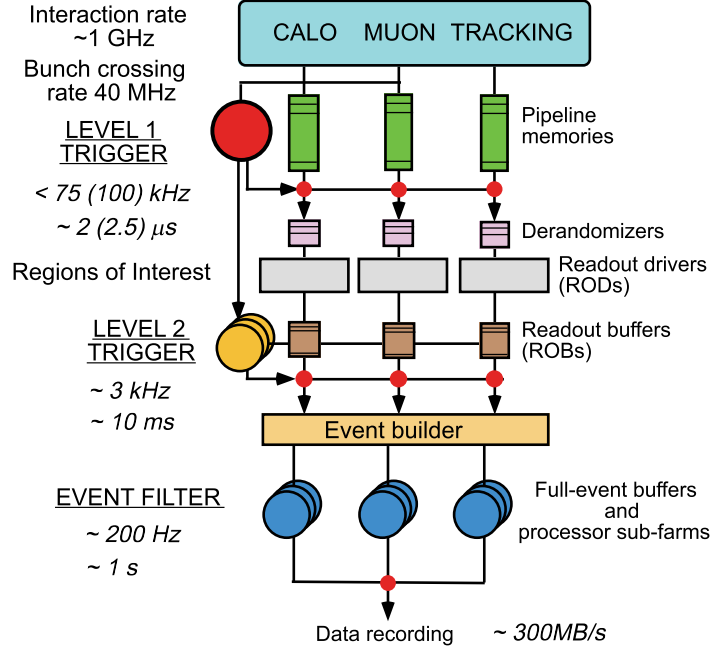 Interaction rate
~1 GHz
CALO MUON TRACKING
Bunch crossing
rate 40 MHz
Pipeline
memories
LEVEL 1
TRIGGER
< 75 (100) kHz
~ 2 (2.5) μs
Derandomizers
Regions of Interest
Readout drivers
(RODs)
LEVEL 2
TRIGGER
Readout buffers
(ROBs)
~ 3 kHz
~ 10 ms
Event builder
EVENT FILTER
Full-event buffers
and
processor sub-farms
~ 200 Hz
~ 1 s
Data recording
~ 300MB/s